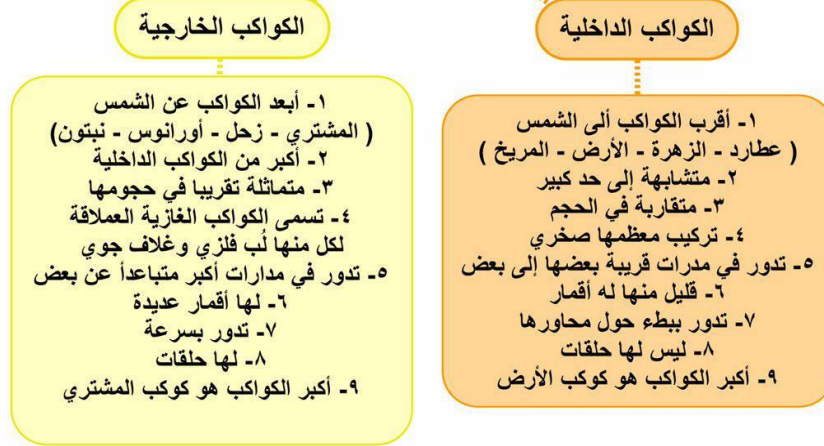 الكواكب الداخلية
١- أقرب الكواكب ألى الشمس
( عطارد - الزهرة - الأرض - المريخ )
٢- متشابهة إلى حد كبير
٣- متقاربة في الحجم
٤- تركيب معظمها صخري
٥- تدور في مدرات قريبة بعضها إلى بعض
٦- قليل منها له أقمار
٧- تدور ببطء حول محاورها
٨- ليس لها حلقات
٩- أكبر الكواكب هو كوكب الأرض
الكواكب الخارجية
١- أبعد الكواكب عن الشمس
( المشتري - زحل - أورانوس - نبتون)
٢- أكبر من الكواكب الداخلية
٣- متماثلة تقريبا في حجومها
٤- تسمى الكواكب الغازية العملاقة
لكل منها لُب فلزي وغلاف جوي
٥- تدور في مدارات أكبر متباعدأ عن بعض
٦- لها أقمار عديدة
٧- تدور بسرعة
٨- لها حلقات
٩- أكبر الكواكب هو كوكب المشتري